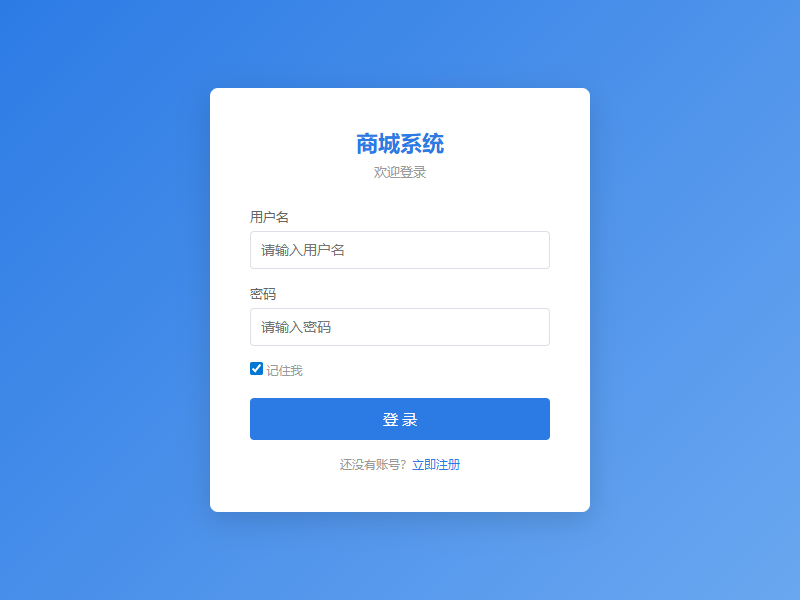 商城系统
欢迎登录
用户名
请输入用户名
密码
请输入密码
记住我
登 录
还没有账号？立即注册